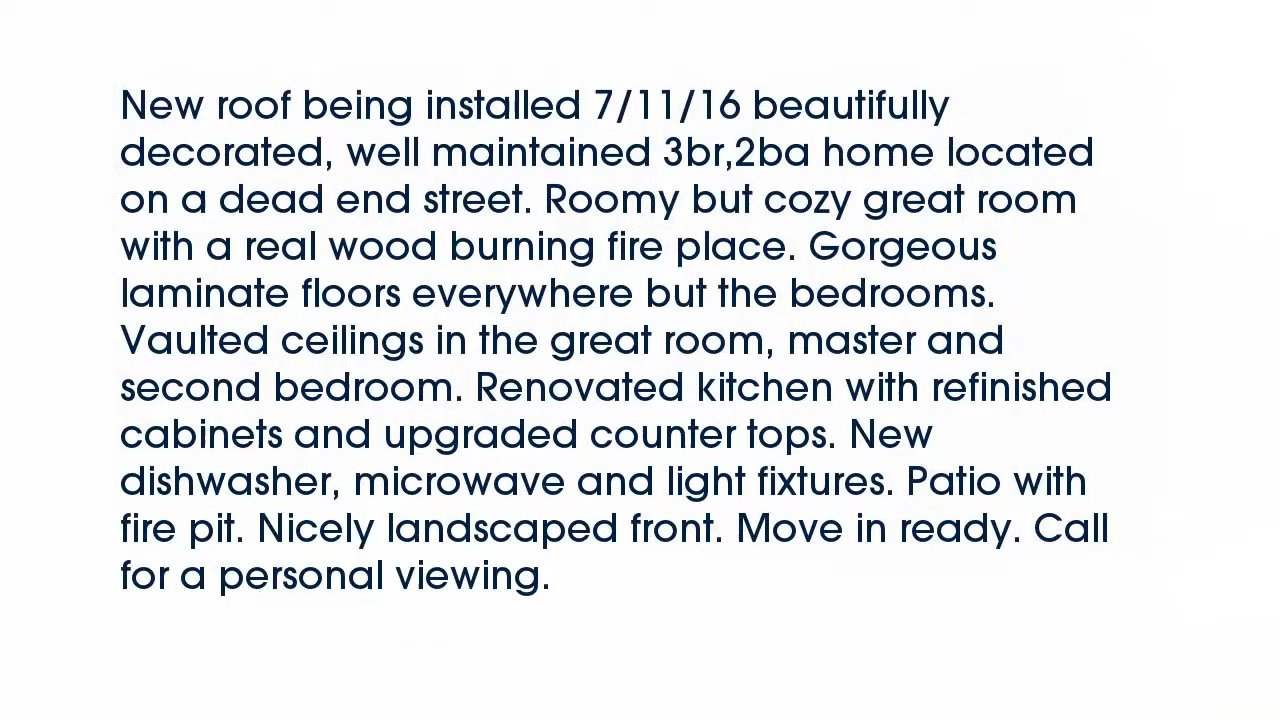 New roof being installed 7/11/16 beautifully
decorated, well maintained 3br,2ba home located
on a dead end street. Roomy but cozy great room
with a real wood burning fire place. Gorgeous
laminate floors everywhere but the bedrooms.
Vaulted ceilings in the great room, master and
second bedroom. Renovated kitchen with refinished
cabinets and upgraded counter tops. New
dishwasher, microwave and light fixtures. Patio with
fire pit. Nicely landscaped front. Move in ready. Call
for a personal viewing.